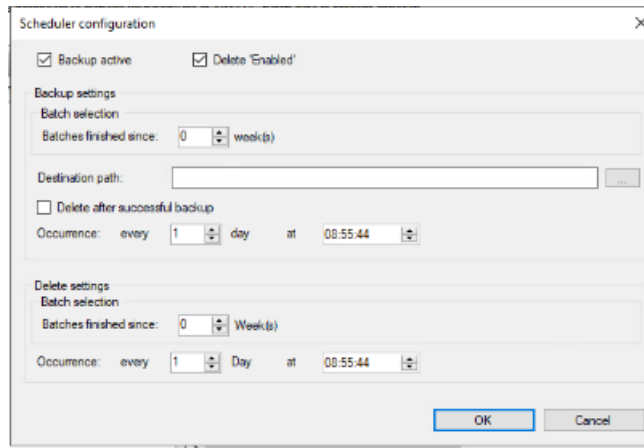 Scheduler configuration
Backup active Delete 'Enabled'
Backup settings
Batch selection
Batches finished since: 0 week(s)
Destination path: ...
Delete after successful backup
Occurrence: every 1 day at 08:55:44
Delete settings
Batch selection
Batches finished since: 0 Week(s)
Occurrence: every 1 Day at 08:55:44
OK Cancel